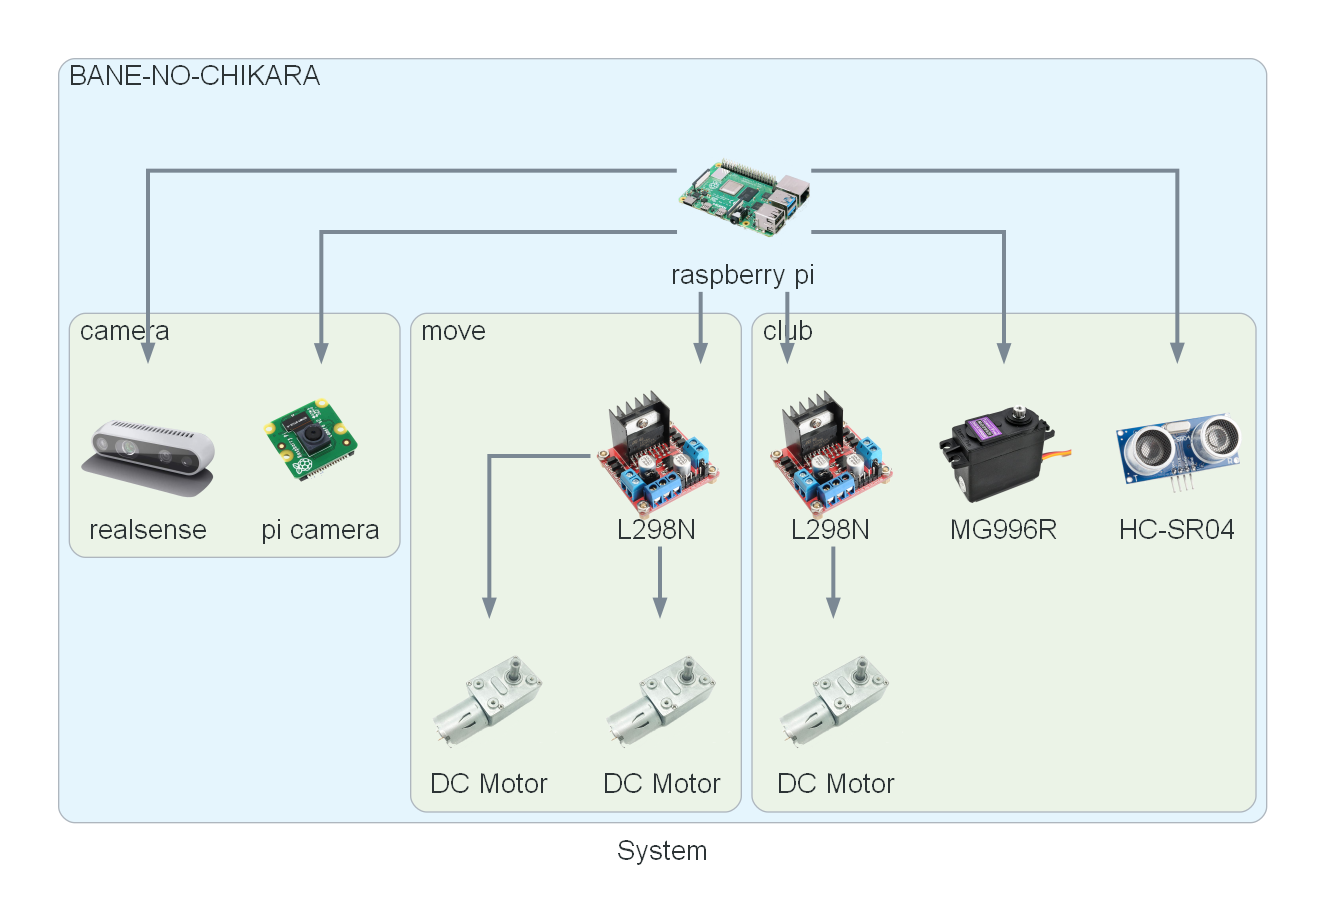 BANE-NO-CHIKARA
raspberry pi
camera
move
club
realsense
pi camera
L298N
L298N
MG996R
HC-SR04
DC Motor
DC Motor
DC Motor
System